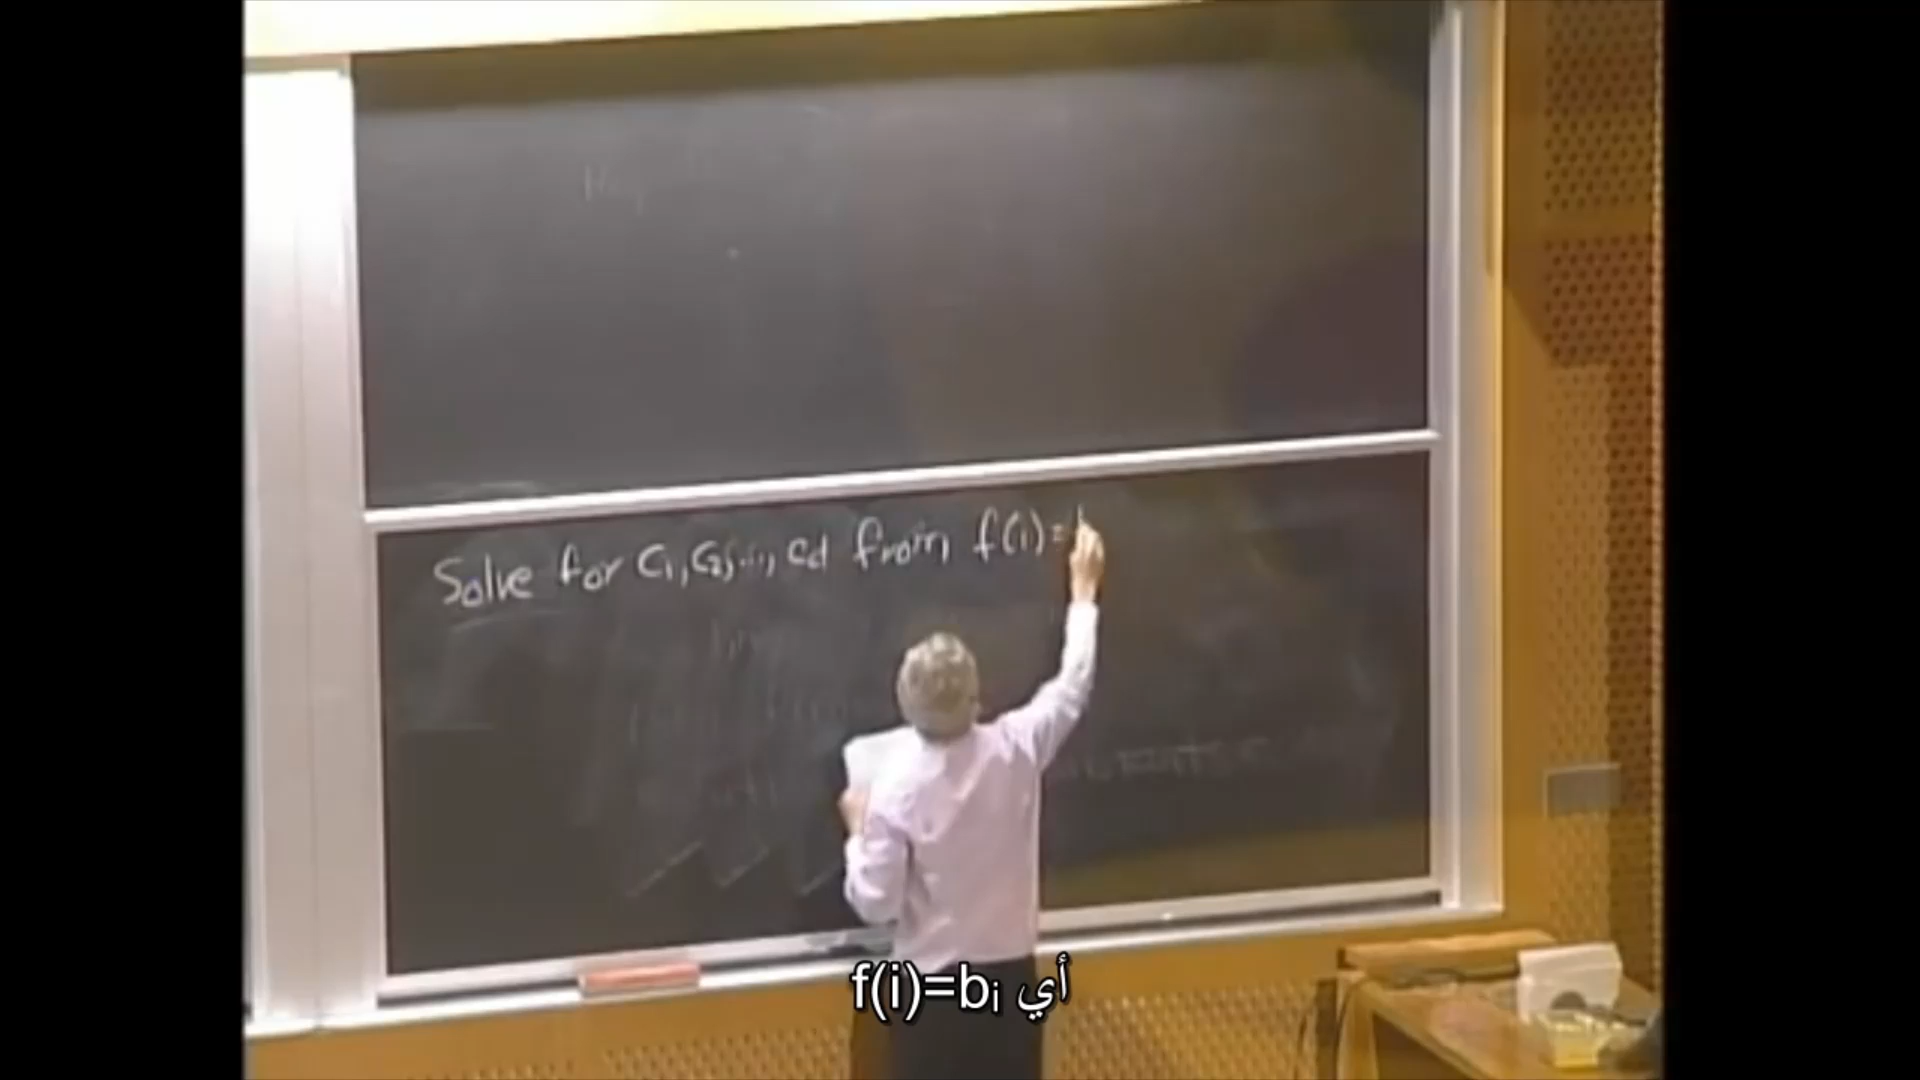 Solve for c₁, c₂, ..., cd from f(i)=
أي f(i)=bᵢ